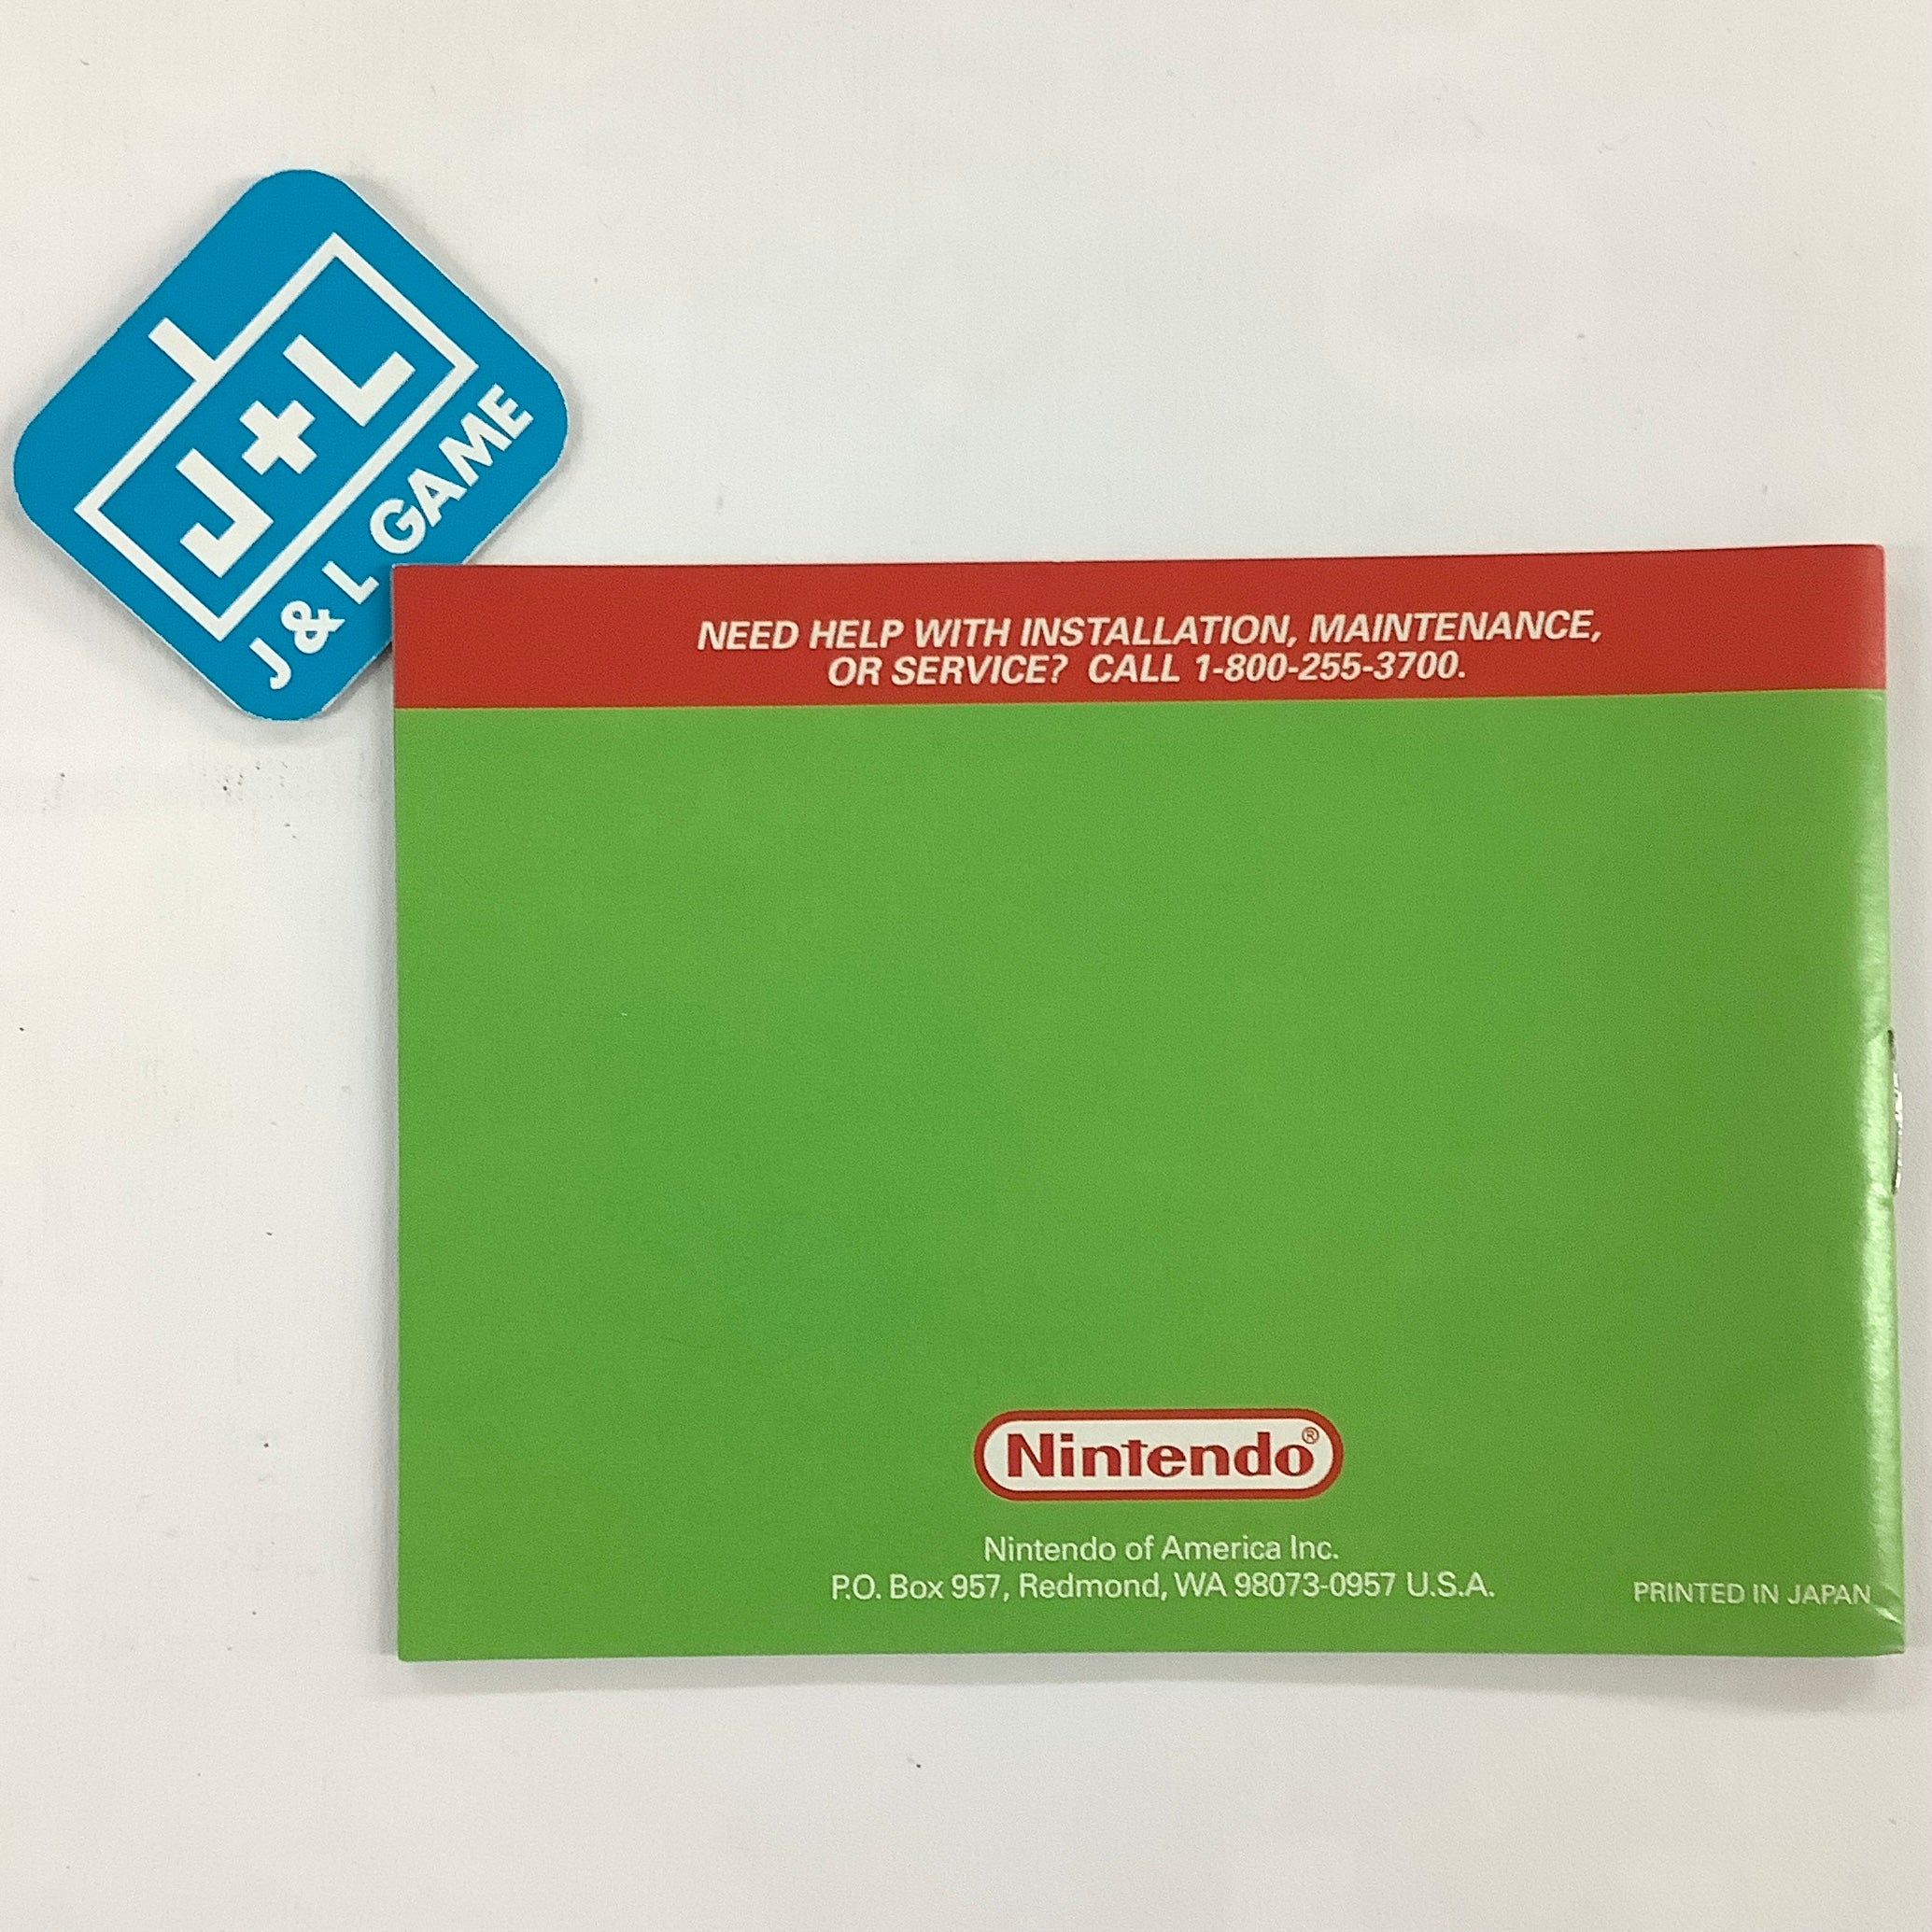 J+L
J & L GAME
NEED HELP WITH INSTALLATION, MAINTENANCE,
OR SERVICE? CALL 1-800-255-3700.
Nintendo®
Nintendo of America Inc.
P.O. Box 957, Redmond, WA 98073-0957 U.S.A.
PRINTED IN JAPAN